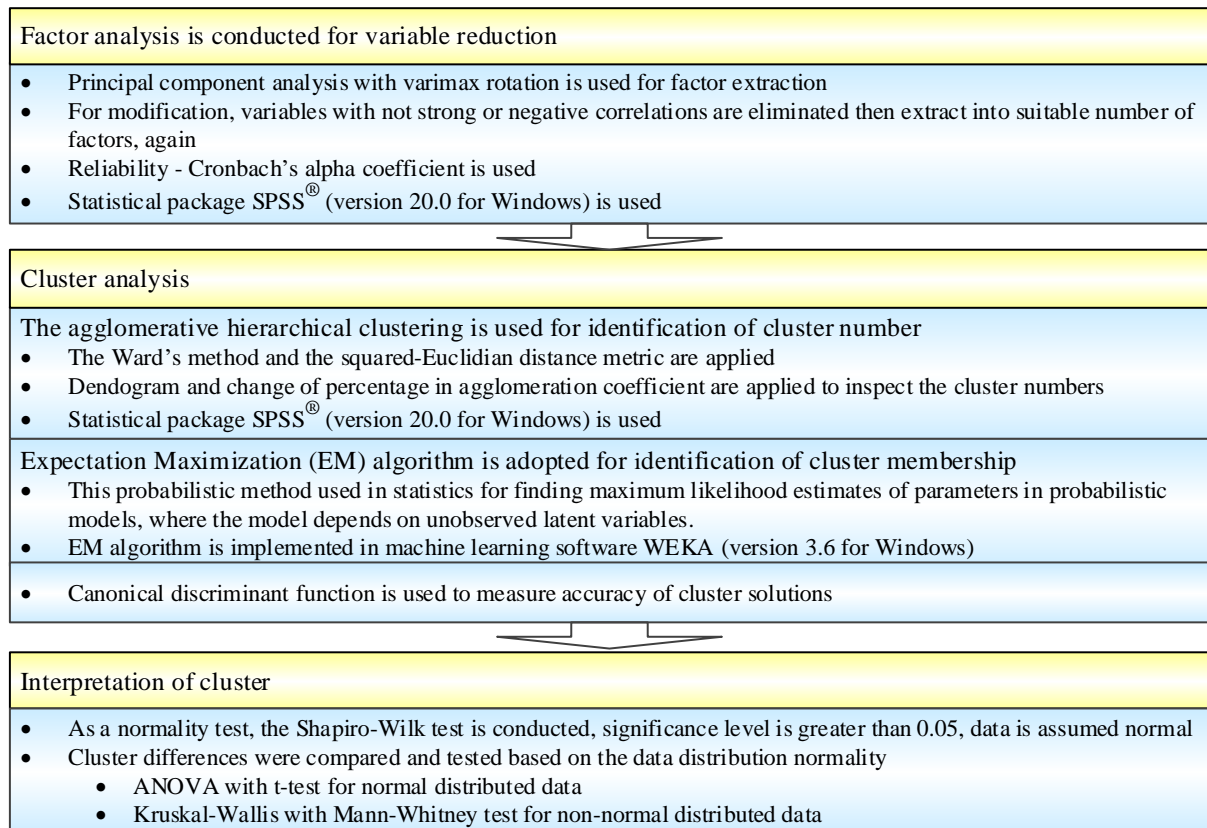 Factor analysis is conducted for variable reduction
• Principal component analysis with varimax rotation is used for factor extraction
• For modification, variables with not strong or negative correlations are eliminated then extract into suitable number of
factors, again
• Reliability - Cronbach’s alpha coefficient is used
• Statistical package SPSS® (version 20.0 for Windows) is used
Cluster analysis
The agglomerative hierarchical clustering is used for identification of cluster number
• The Ward’s method and the squared-Euclidian distance metric are applied
• Dendogram and change of percentage in agglomeration coefficient are applied to inspect the cluster numbers
• Statistical package SPSS® (version 20.0 for Windows) is used
Expectation Maximization (EM) algorithm is adopted for identification of cluster membership
• This probabilistic method used in statistics for finding maximum likelihood estimates of parameters in probabilistic
models, where the model depends on unobserved latent variables.
• EM algorithm is implemented in machine learning software WEKA (version 3.6 for Windows)
• Canonical discriminant function is used to measure accuracy of cluster solutions
Interpretation of cluster
• As a normality test, the Shapiro-Wilk test is conducted, significance level is greater than 0.05, data is assumed normal
• Cluster differences were compared and tested based on the data distribution normality
• ANOVA with t-test for normal distributed data
• Kruskal-Wallis with Mann-Whitney test for non-normal distributed data